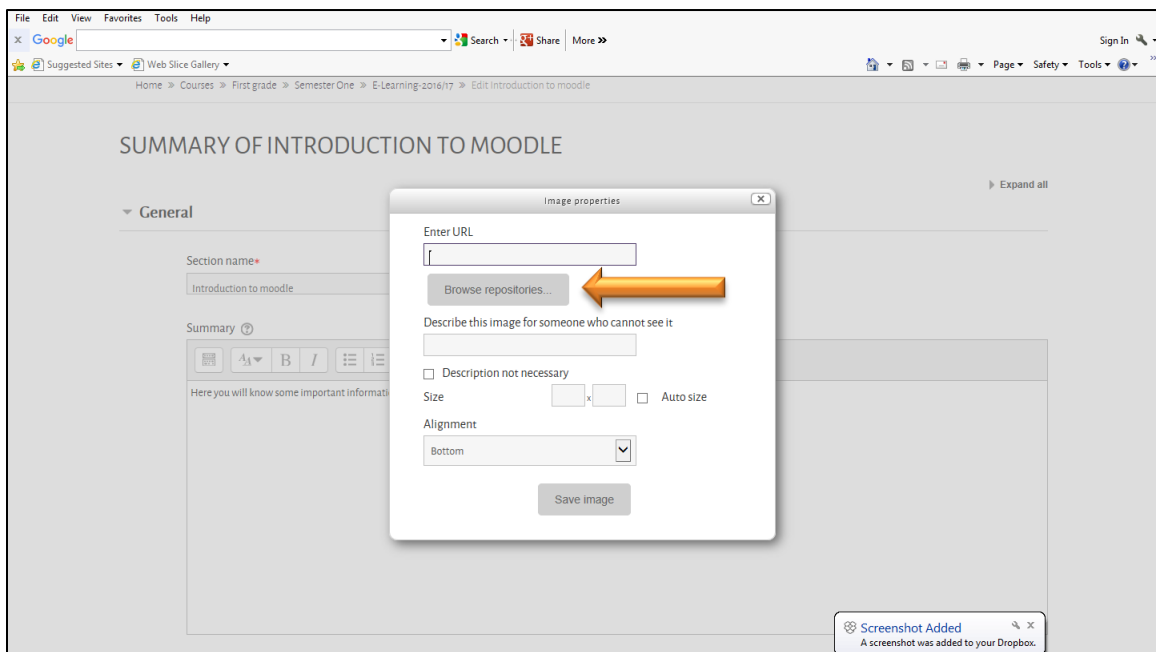 File Edit View Favorites Tools Help
x Google Search Share More » Sign In
Suggested Sites Web Slice Gallery Page Safety Tools »
Home » Courses » First grade » Semester One » E-Learning-2016/17 » Edit Introduction to moodle
SUMMARY OF INTRODUCTION TO MOODLE
Expand all
General
Image properties
Enter URL
Section name*
Introduction to moodle
Browse repositories...
Summary
Describe this image for someone who cannot see it
B I
Description not necessary
Here you will know some important informati
Size x Auto size
Alignment
Bottom
Save image
Screenshot Added
A screenshot was added to your Dropbox.